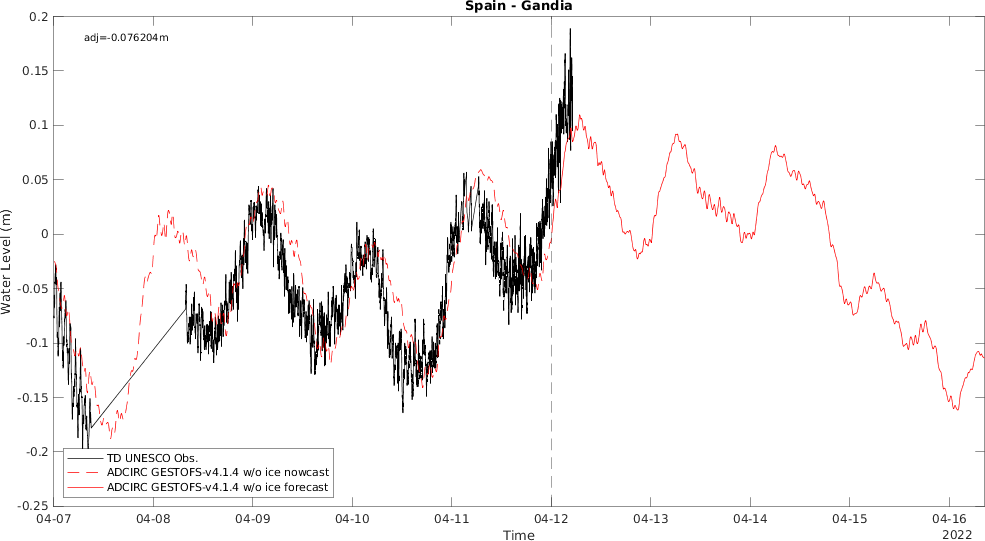 Spain - Gandia
adj=-0.076204m
0.2
0.15
0.1
0.05
0
-0.05
-0.1
-0.15
-0.2
-0.25
Water Level (m)
TD UNESCO Obs.
ADCIRC GESTOFS-v4.1.4 w/o ice nowcast
ADCIRC GESTOFS-v4.1.4 w/o ice forecast
04-07 04-08 04-09 04-10 04-11 04-12 04-13 04-14 04-15 04-16
Time
2022